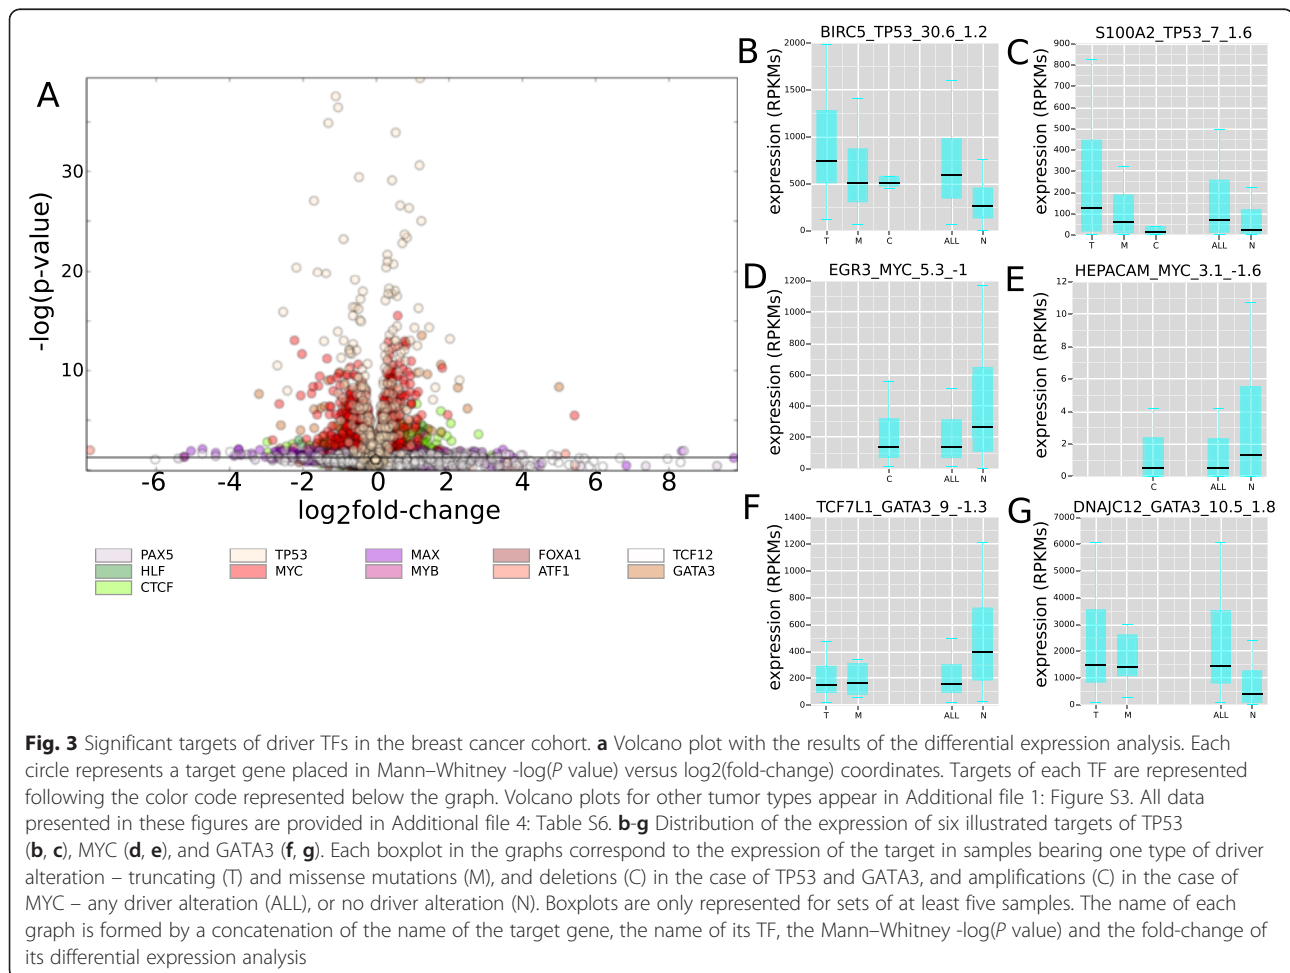 A
-log(p-value)
30
20
10
-6
-4
-2
0
2
4
6
8
log2fold-change
PAX5
TP53
MAX
FOXA1
TCF12
HLF
MYC
MYB
ATF1
GATA3
CTCF
B
BIRC5_TP53_30.6_1.2
expression (RPKMs)
2000
1500
1000
500
0
T M C ALL N
C
S100A2_TP53_7_1.6
expression (RPKMs)
900
800
700
600
500
400
300
200
100
0
T M C ALL N
D
EGR3_MYC_5.3_-1
expression (RPKMs)
1200
1000
800
600
400
200
0
C ALL N
E
HEPACAM_MYC_3.1_-1.6
expression (RPKMs)
12
10
8
6
4
2
0
C ALL N
F
TCF7L1_GATA3_9_-1.3
expression (RPKMs)
1400
1200
1000
800
600
400
200
0
T M ALL N
G
DNAJC12_GATA3_10.5_1.8
expression (RPKMs)
7000
6000
5000
4000
3000
2000
1000
0
T M ALL N
Fig. 3 Significant targets of driver TFs in the breast cancer cohort. a Volcano plot with the results of the differential expression analysis. Each
circle represents a target gene placed in Mann–Whitney -log(P value) versus log2(fold-change) coordinates. Targets of each TF are represented
following the color code represented below the graph. Volcano plots for other tumor types appear in Additional file 1: Figure S3. All data
presented in these figures are provided in Additional file 4: Table S6. b-g Distribution of the expression of six illustrated targets of TP53
(b, c), MYC (d, e), and GATA3 (f, g). Each boxplot in the graphs correspond to the expression of the target in samples bearing one type of driver
alteration – truncating (T) and missense mutations (M), and deletions (C) in the case of TP53 and GATA3, and amplifications (C) in the case of
MYC – any driver alteration (ALL), or no driver alteration (N). Boxplots are only represented for sets of at least five samples. The name of each
graph is formed by a concatenation of the name of the target gene, the name of its TF, the Mann–Whitney -log(P value) and the fold-change of
its differential expression analysis